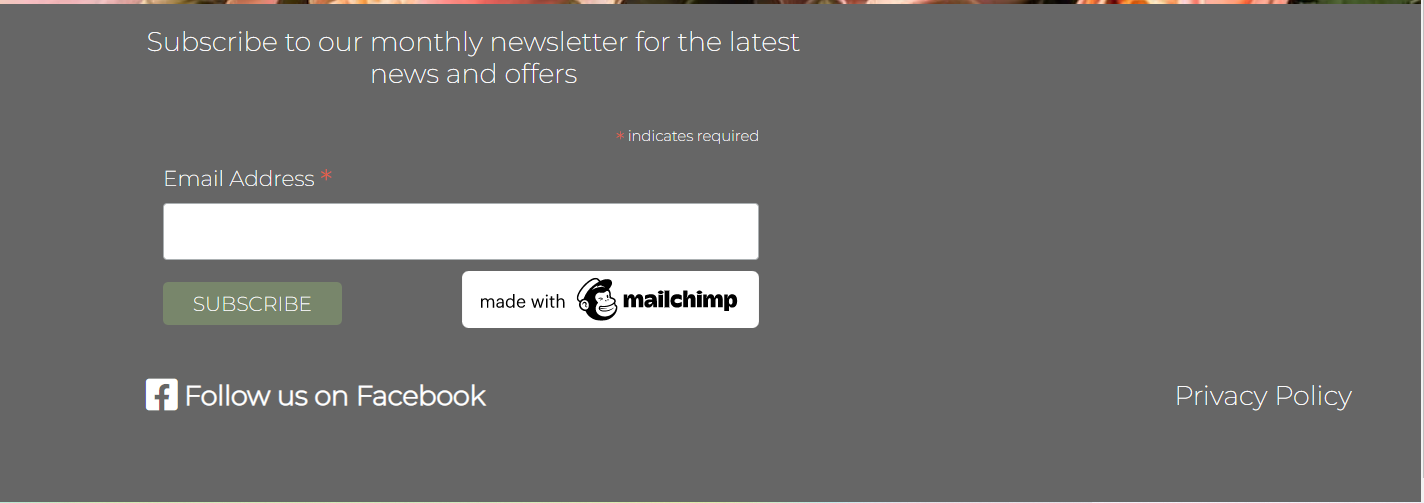 Subscribe to our monthly newsletter for the latest
news and offers
* indicates required
Email Address *
SUBSCRIBE
made with mailchimp
Follow us on Facebook
Privacy Policy